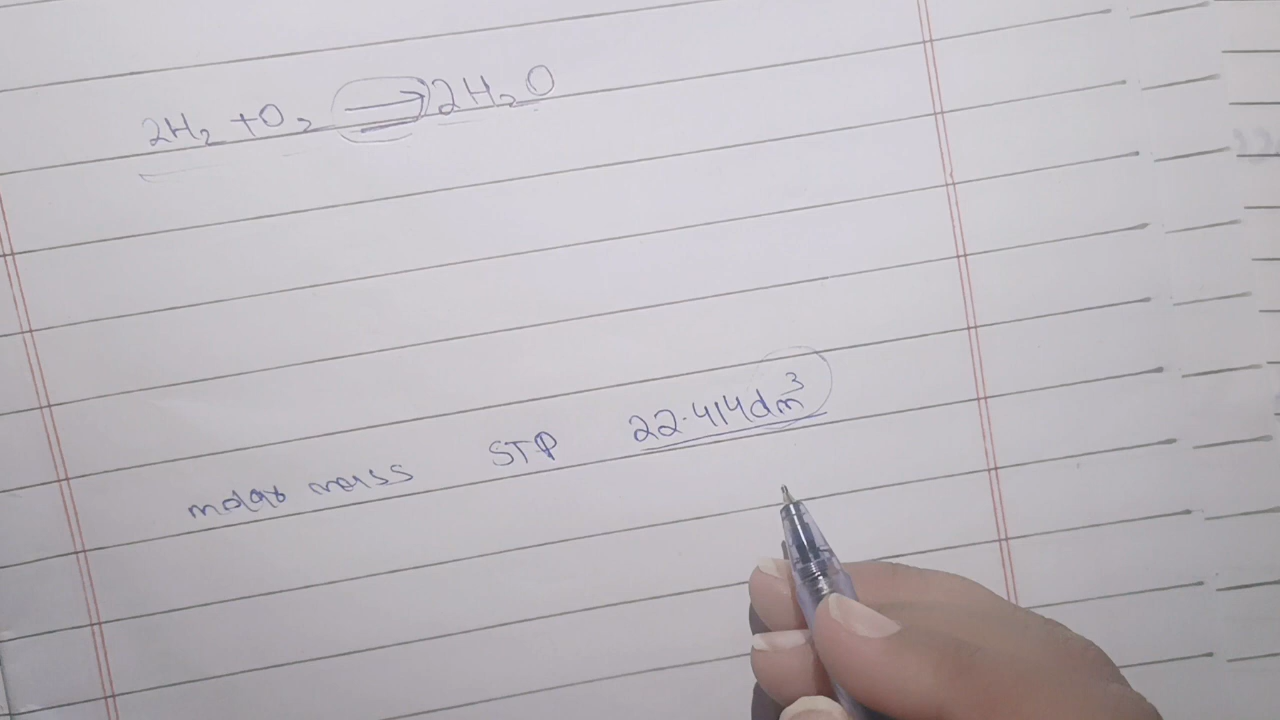 2H₂ + O₂ → 2H₂O
molar mass STP 22.414dm³